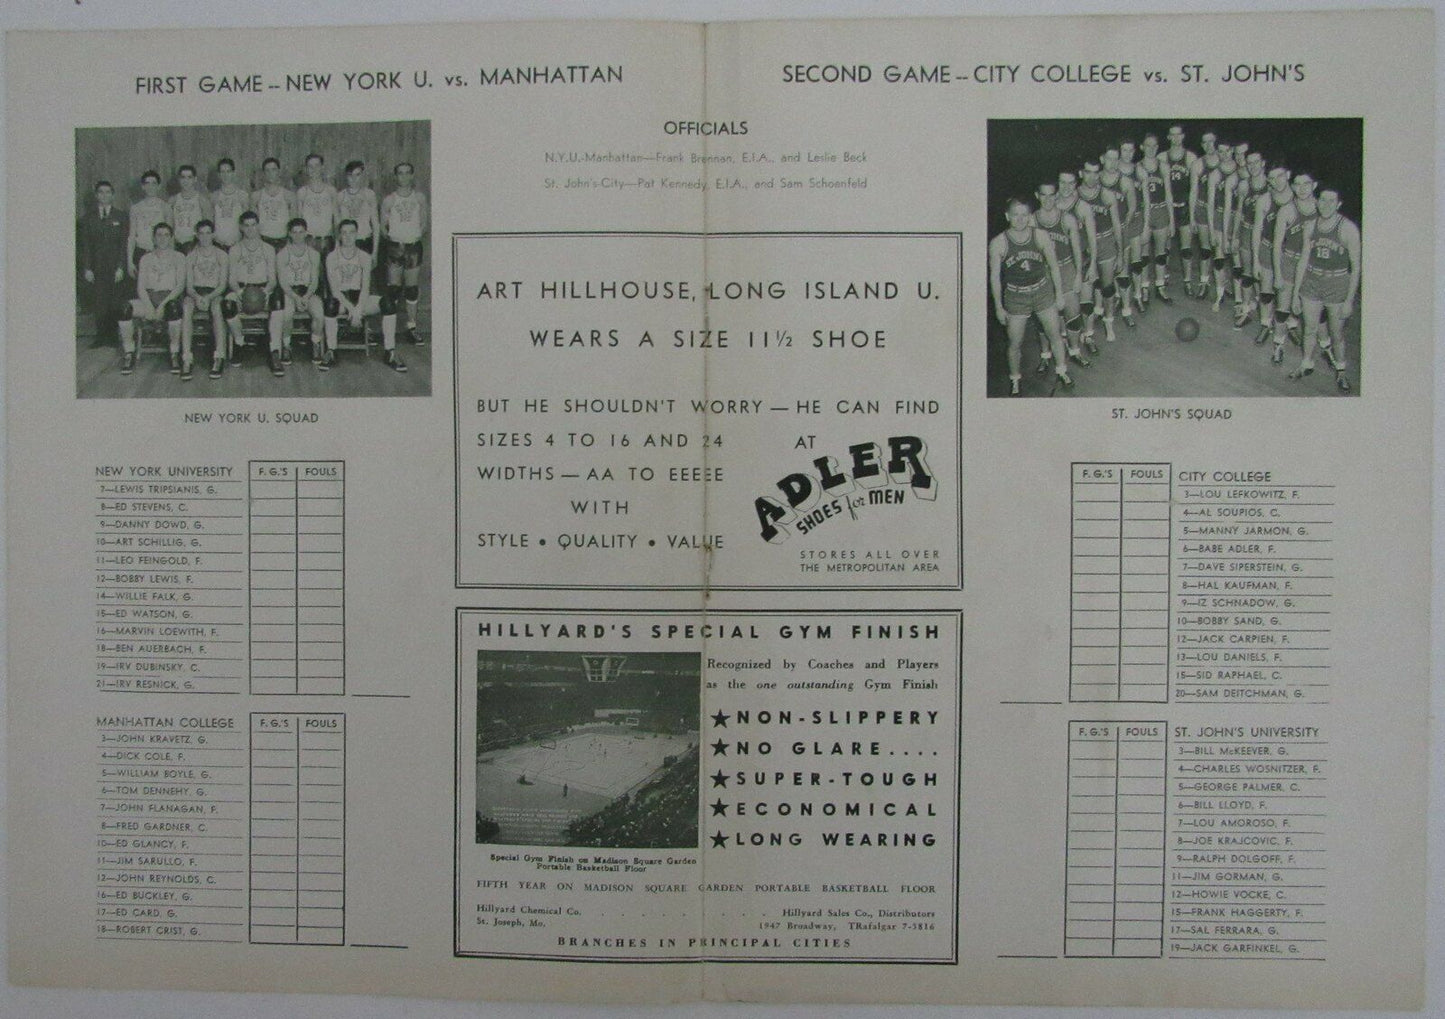 FIRST GAME -- NEW YORK U. vs. MANHATTAN
NEW YORK U. SQUAD
NEW YORK UNIVERSITY F. G.'S FOULS
7—LEWIS TRIPSIANIS, G.
8—ED STEVENS, C.
9—DANNY DOWD, G.
10—ART SCHILLIG, F.
11—LEO FEINGOLD, F.
12—BOBBY LEWIS, F.
14—WILLIE FALK, G.
15—ED WATSON, G.
16—MARVIN LOEWITH, F.
18—BEN AUERBACH, F.
19—IRV DUBINSKY, C.
21—IRV RESNICK, G.
MANHATTAN COLLEGE F. G.'S FOULS
3—JOHN KRAVETZ, G.
4—DICK COLE, F.
5—WILLIAM BOYLE, G.
6—TOM DENNEHY, G.
7—JOHN FLANAGAN, F.
8—FRED GARDNER, C.
10—ED GLANCY, F.
11—JIM SARULLO, F.
12—JOHN REYNOLDS, C.
16—ED BUCKLEY, G.
17—ED CARD, G.
18—ROBERT CRIST, G.
OFFICIALS
N.Y.U.-Manhattan—Frank Brennan, E.I.A., and Leslie Beck
St. John's-City—Pat Kennedy, E.I.A., and Sam Schoenfeld
ART HILLHOUSE, LONG ISLAND U.
WEARS A SIZE 11½ SHOE
BUT HE SHOULDN'T WORRY — HE CAN FIND
SIZES 4 TO 16 AND 24 AT
WIDTHS — AA TO EEEEE
WITH
STYLE • QUALITY • VALUE
ADLER
SHOES for MEN
STORES ALL OVER
THE METROPOLITAN AREA
HILLYARD'S SPECIAL GYM FINISH
Recognized by Coaches and Players
as the one outstanding Gym Finish
★ NON-SLIPPERY
★ NO GLARE....
★ SUPER-TOUGH
★ ECONOMICAL
★ LONG WEARING
Special Gym Finish on Madison Square Garden
Portable Basketball Floor
FIFTH YEAR ON MADISON SQUARE GARDEN PORTABLE BASKETBALL FLOOR
Hillyard Chemical Co. . . . . . . . Hillyard Sales Co., Distributors
St. Joseph, Mo. 1947 Broadway, TRafalgar 7-5816
BRANCHES IN PRINCIPAL CITIES
SECOND GAME -- CITY COLLEGE vs. ST. JOHN'S
ST. JOHN'S
4
3
14
ST. JOHN'S
18
ST. JOHN'S SQUAD
F. G.'S FOULS CITY COLLEGE
3—LOU LEFKOWITZ, F.
4—AL SOUPIOS, C.
5—MANNY JARMON, G.
6—BABE ADLER, F.
7—DAVE SIPERSTEIN, G.
8—HAL KAUFMAN, F.
9—IZ SCHNADOW, G.
10—BOBBY SAND, G.
12—JACK CARPIEN, F.
13—LOU DANIELS, F.
15—SID RAPHAEL, C.
20—SAM DEITCHMAN, G.
F. G.'S FOULS ST. JOHN'S UNIVERSITY
3—BILL McKEEVER, G.
4—CHARLES WOSNITZER, F.
5—GEORGE PALMER, C.
6—BILL LLOYD, F.
7—LOU AMOROSO, F.
8—JOE KRAJCOVIC, F.
9—RALPH DOLGOFF, F.
11—JIM GORMAN, G.
12—HOWIE VOCKE, C.
15—FRANK HAGGERTY, F.
17—SAL FERRARA, G.
19—JACK GARFINKEL, G.